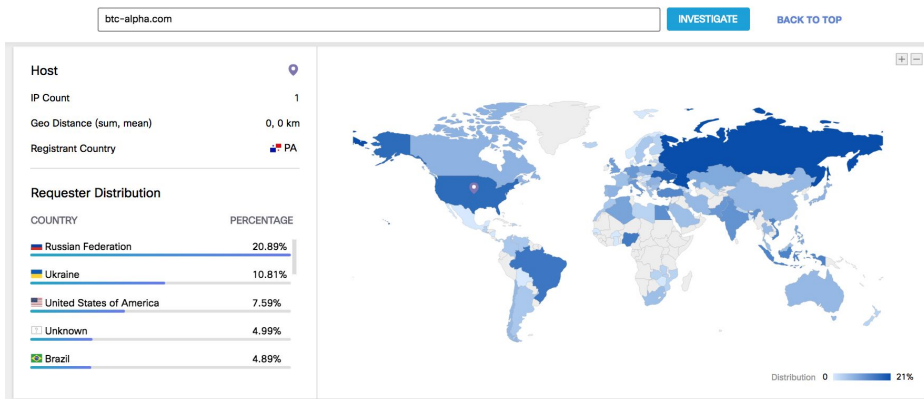 btc-alpha.com INVESTIGATE BACK TO TOP
Host
IP Count 1
Geo Distance (sum, mean) 0, 0 km
Registrant Country PA
Requester Distribution
COUNTRY PERCENTAGE
Russian Federation 20.89%
Ukraine 10.81%
United States of America 7.59%
Unknown 4.99%
Brazil 4.89%
+ −
Distribution 0 21%